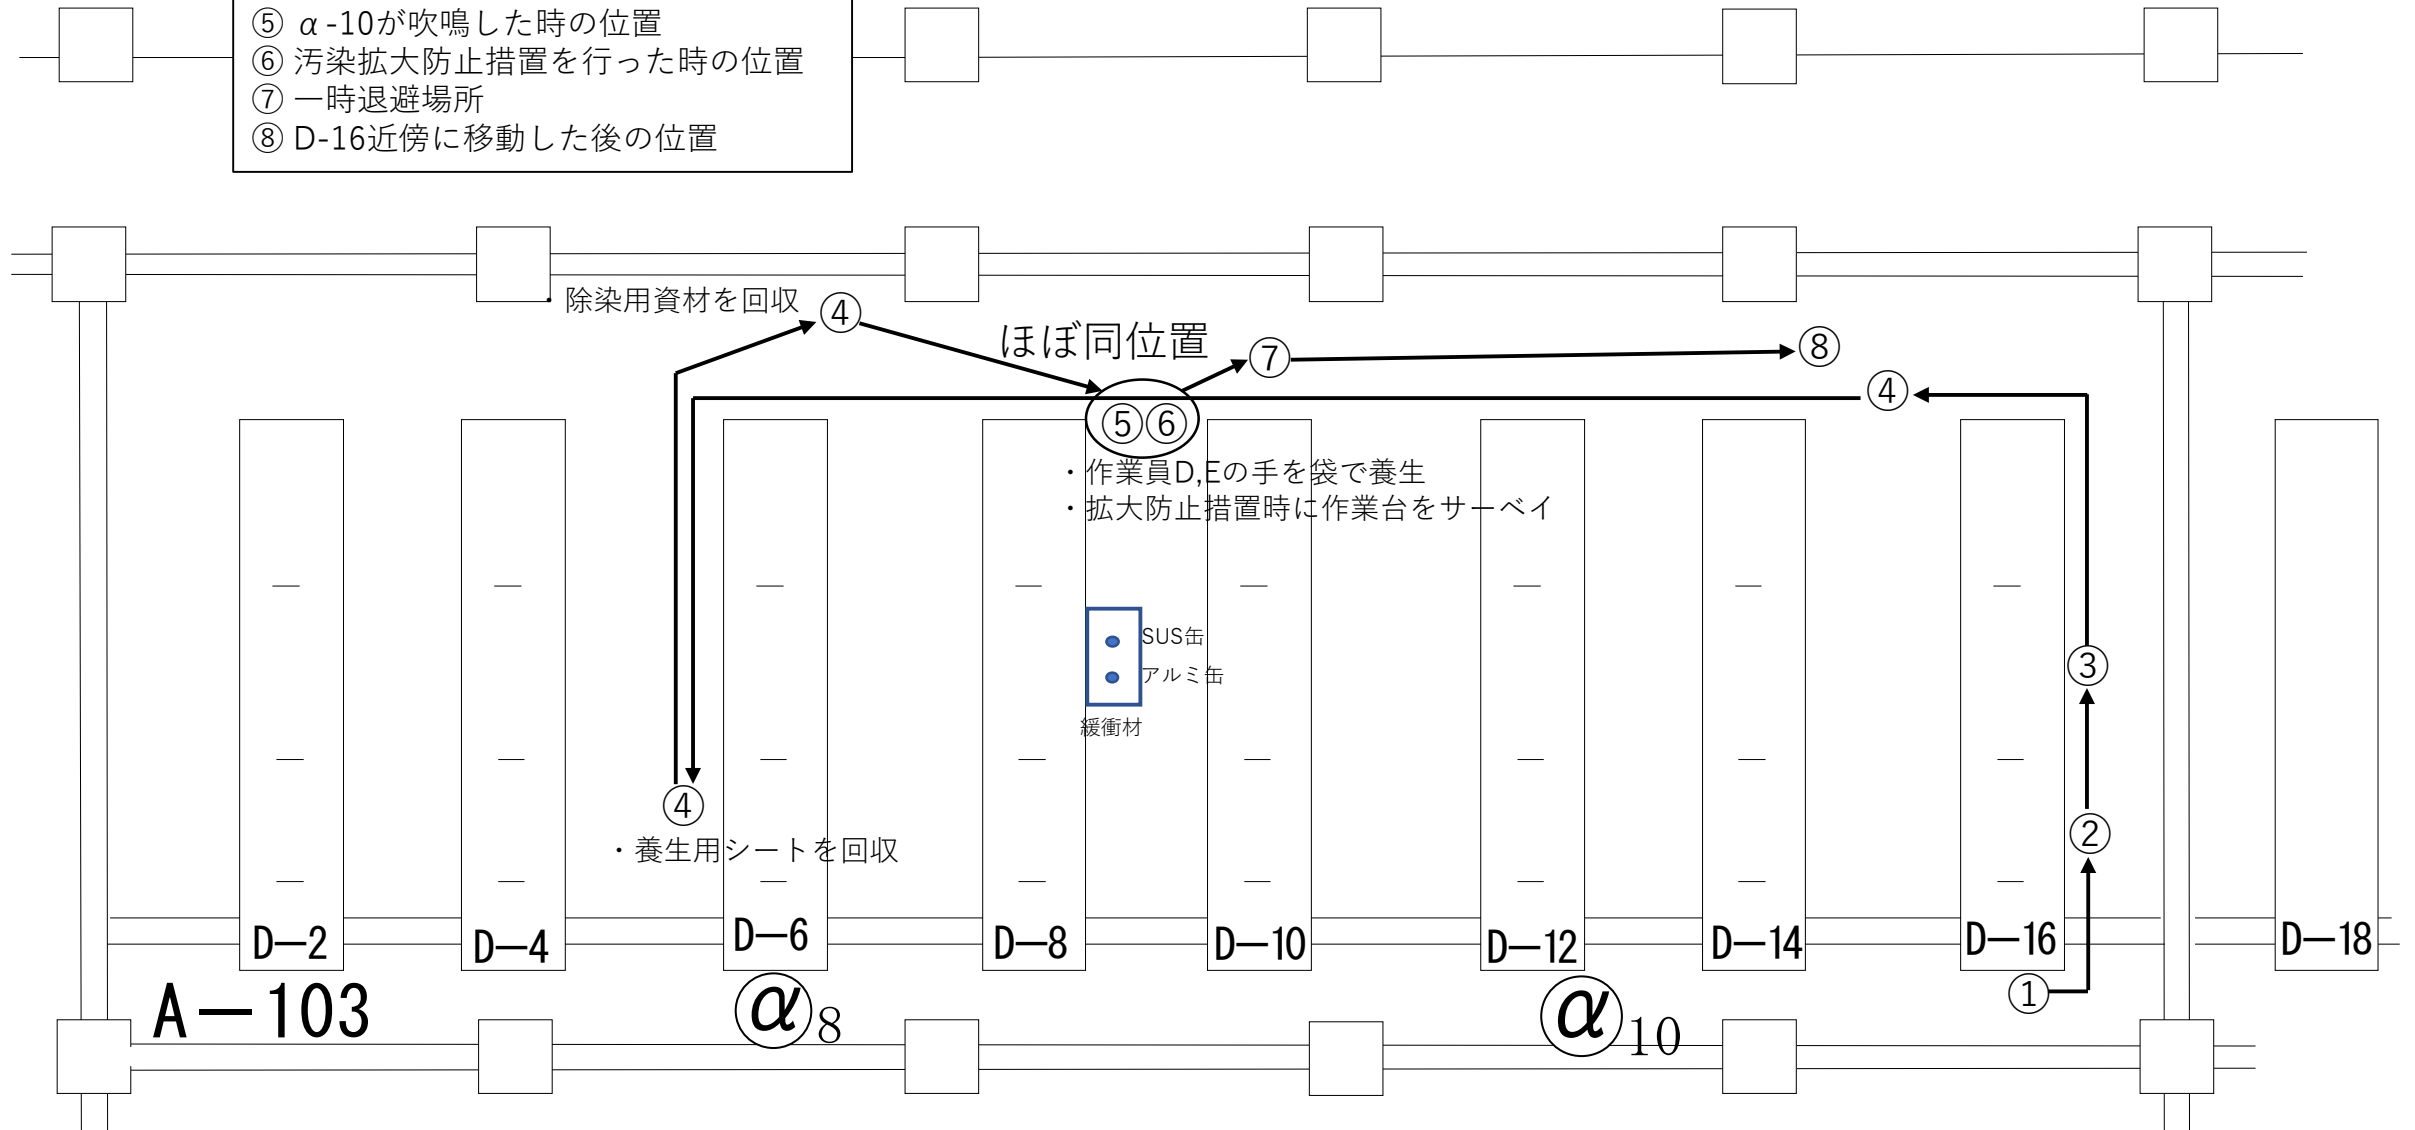 ⑤ α-10が吹鳴した時の位置
⑥ 汚染拡大防止措置を行った時の位置
⑦ 一時退避場所
⑧ D-16近傍に移動した後の位置
・除染用資材を回収
④
ほぼ同位置
⑦
⑧
④
⑤⑥
・作業員D,Eの手を袋で養生
・拡大防止措置時に作業台をサーベイ
SUS缶
アルミ缶
緩衝材
③
②
④
・養生用シートを回収
D―2
D―4
D―6
D―8
D―10
D―12
D―14
D―16
D―18
①
A―103
α8
α10